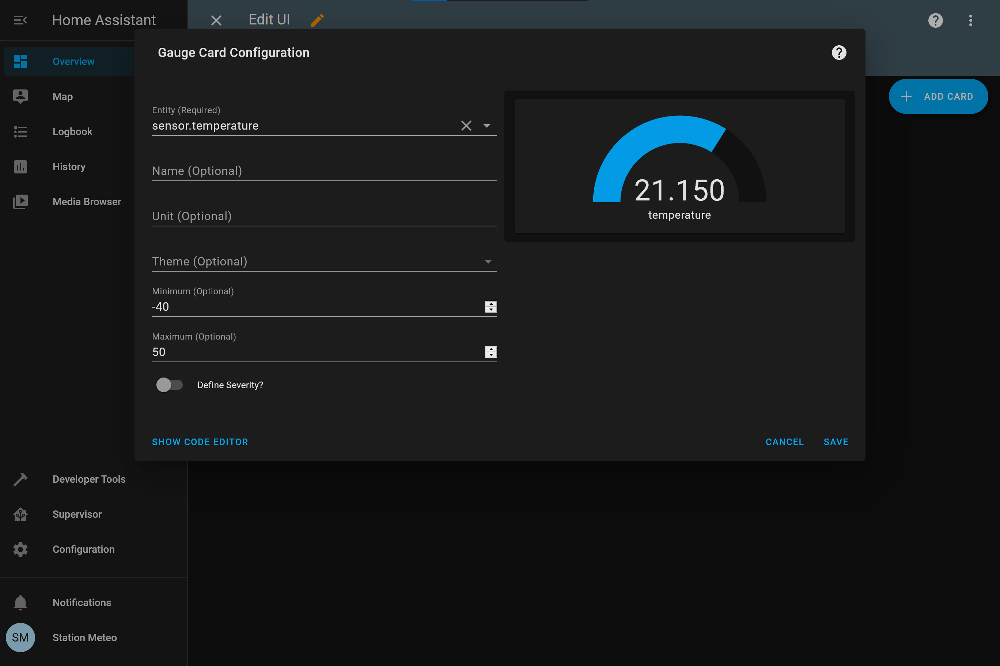 Home Assistant
Edit UI
Overview
Map
Logbook
History
Media Browser
Developer Tools
Supervisor
Configuration
Notifications
SM
Station Meteo
ADD CARD
Gauge Card Configuration
Entity (Required)
sensor.temperature
Name (Optional)
Unit (Optional)
Theme (Optional)
Minimum (Optional)
-40
Maximum (Optional)
50
Define Severity?
21.150
temperature
SHOW CODE EDITOR
CANCEL
SAVE